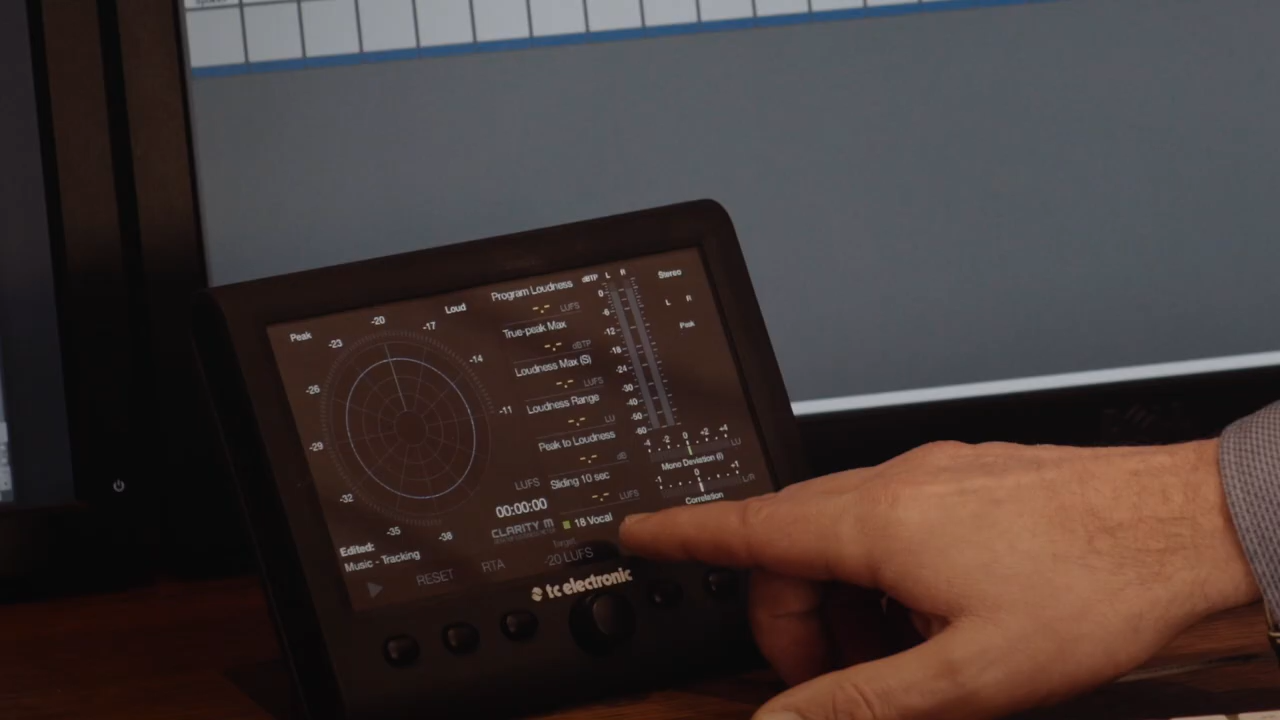 Peak
-20
Loud
-23
-17
-26
-14
-29
-11
-32
-35
-38
Edited:
Music - Tracking
RESET
RTA
-20 LUFS
Target
Program Loudness
-.- LUFS
True-peak Max
-.- dBTP
Loudness Max (S)
-.- LUFS
Loudness Range
-.- LU
Peak to Loudness
-.- dB
LUFS Sliding 10 sec
-.- LUFS
00:00:00
CLARITY M
18 Vocal
dBTP L R
0
-6
-12
-18
-24
-30
-40
-50
-60
Stereo
L R
Peak
-4 -2 0 +2 +4
LU
Mono Deviation (I)
-1 0 +1
L/R
Correlation
tc electronic